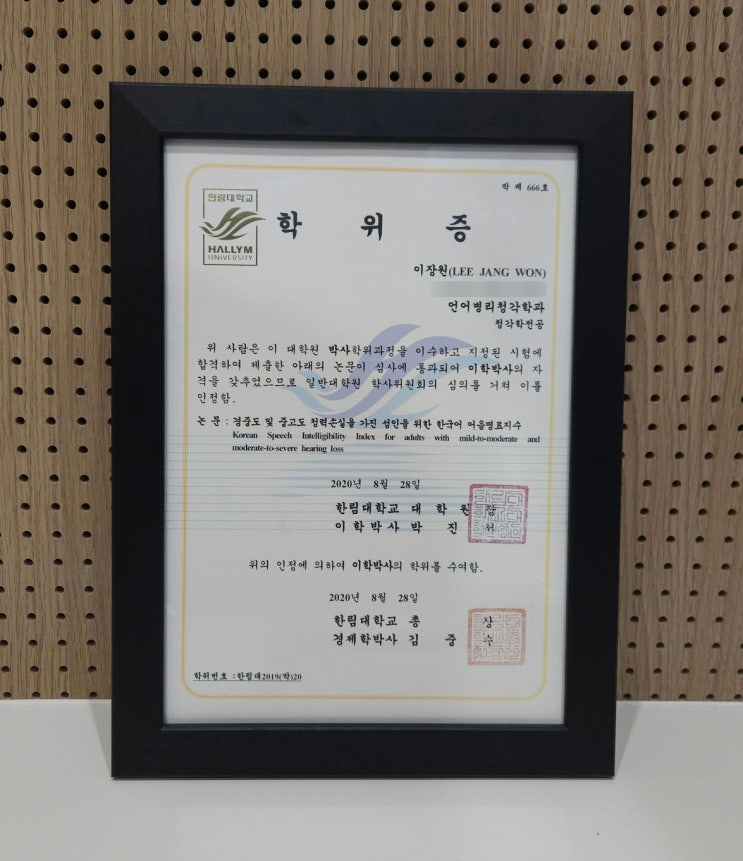 박 제 666호
한림대학교
HALLYM
UNIVERSITY
학 위 증
이장원(LEE JANG WON)
언어병리청각학과
청각학전공
위 사람은 이 대학원 박사학위과정을 이수하고 지정된 시험에
합격하여 제출한 아래의 논문이 심사에 통과되어 이학박사의 자
격을 갖추었으므로 일반대학원 학사위원회의 심의를 거쳐 이를
인정함.
논 문 : 경중도 및 중고도 청력손실을 가진 성인을 위한 한국어 어음명료지수
Korean Speech Intelligibility Index for adults with mild-to-moderate and
moderate-to-severe hearing loss
2020년 8월 28일
한림대학교 대 학 원 장
이 학 박 사 박 진 서
위의 인정에 의하여 이학박사의 학위를 수여함.
2020년 8월 28일
한림대학교 총 장
경제학박사 김 중 수
학위번호 : 한림대2019(박)20